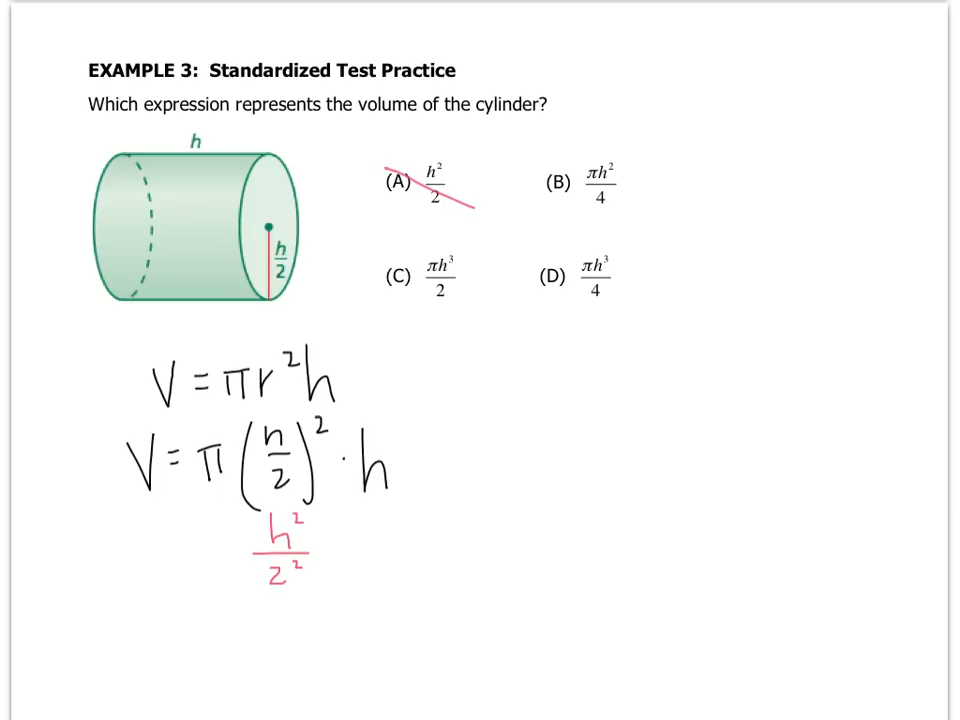 EXAMPLE 3: Standardized Test Practice
Which expression represents the volume of the cylinder?
h
h/2
(A) h²/2
(B) πh²/4
(C) πh³/2
(D) πh³/4
V = πr²h
V = π(h/2)² · h
h²/2²